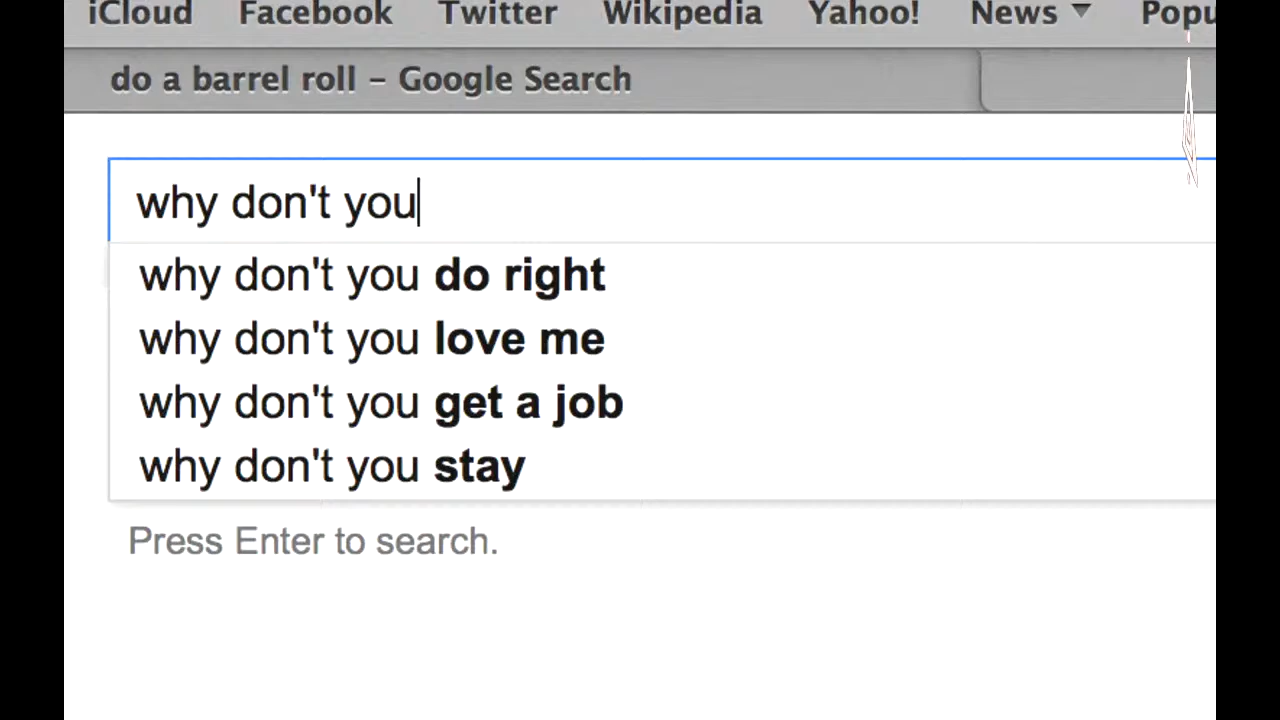 iCloud Facebook Twitter Wikipedia Yahoo! News Popu
do a barrel roll – Google Search
why don't you
why don't you do right
why don't you love me
why don't you get a job
why don't you stay
Press Enter to search.